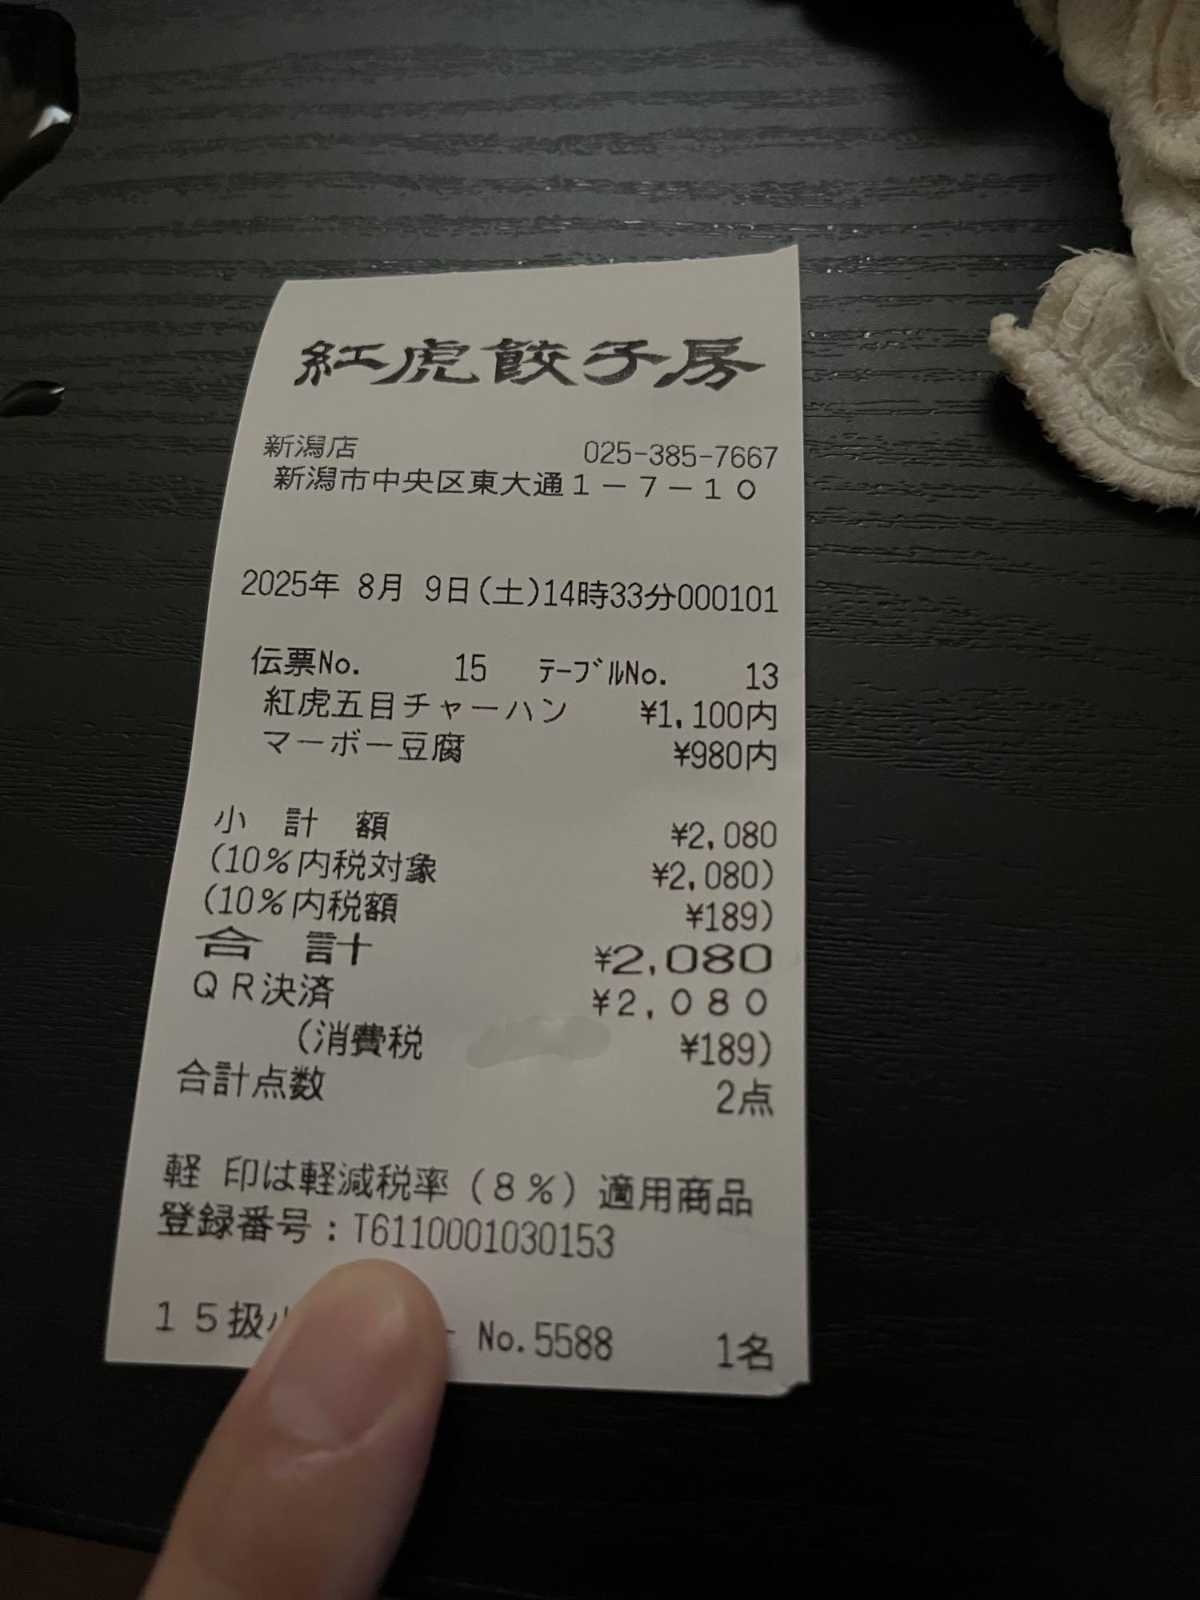 紅虎餃子房
新潟店 025-385-7667
新潟市中央区東大通1-7-10
2025年 8月 9日(土)14時33分000101
伝票No. 15 ﾃｰﾌﾞﾙNo. 13
紅虎五目チャーハン ¥1,100内
マーボー豆腐 ¥980内
小 計 額 ¥2,080
(10%内税対象 ¥2,080)
(10%内税額 ¥189)
合 計 ¥2,080
QR決済 ¥2,080
(消費税 ¥189)
合計点数 2点
軽 印は軽減税率(8%)適用商品
登録番号:T6110001030153
15扱 No.5588 1名